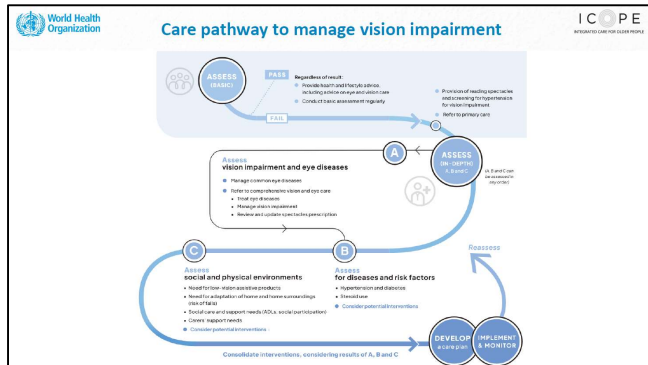 World Health
Organization
Care pathway to manage vision impairment
ICOPE
INTEGRATED CARE FOR OLDER PEOPLE
ASSESS
(BASIC)
PASS
Regardless of result:
Provide health and lifestyle advice,
including advice on eye and vision care
Conduct basic assessment regularly
FAIL
Provision of reading spectacles
and screening for hypertension
for vision impairment
Refer to primary care
A
ASSESS
(IN-DEPTH)
A, B and C
(A, B and C can
be assessed in
any order)
Assess
vision impairment and eye diseases
Manage common eye diseases
Refer to comprehensive vision and eye care
• Treat eye diseases
• Manage vision impairment
• Review and update spectacles prescription
C
Assess
social and physical environments
• Need for low-vision assistive products
• Need for adaptation of home and home surroundings
(risk of falls)
• Social care and support needs (ADLs, social participation)
• Carers' support needs
Consider potential interventions
B
Assess
for diseases and risk factors
• Hypertension and diabetes
• Steroid use
Consider potential interventions
Reassess
DEVELOP
a care plan
IMPLEMENT
& MONITOR
Consolidate interventions, considering results of A, B and C